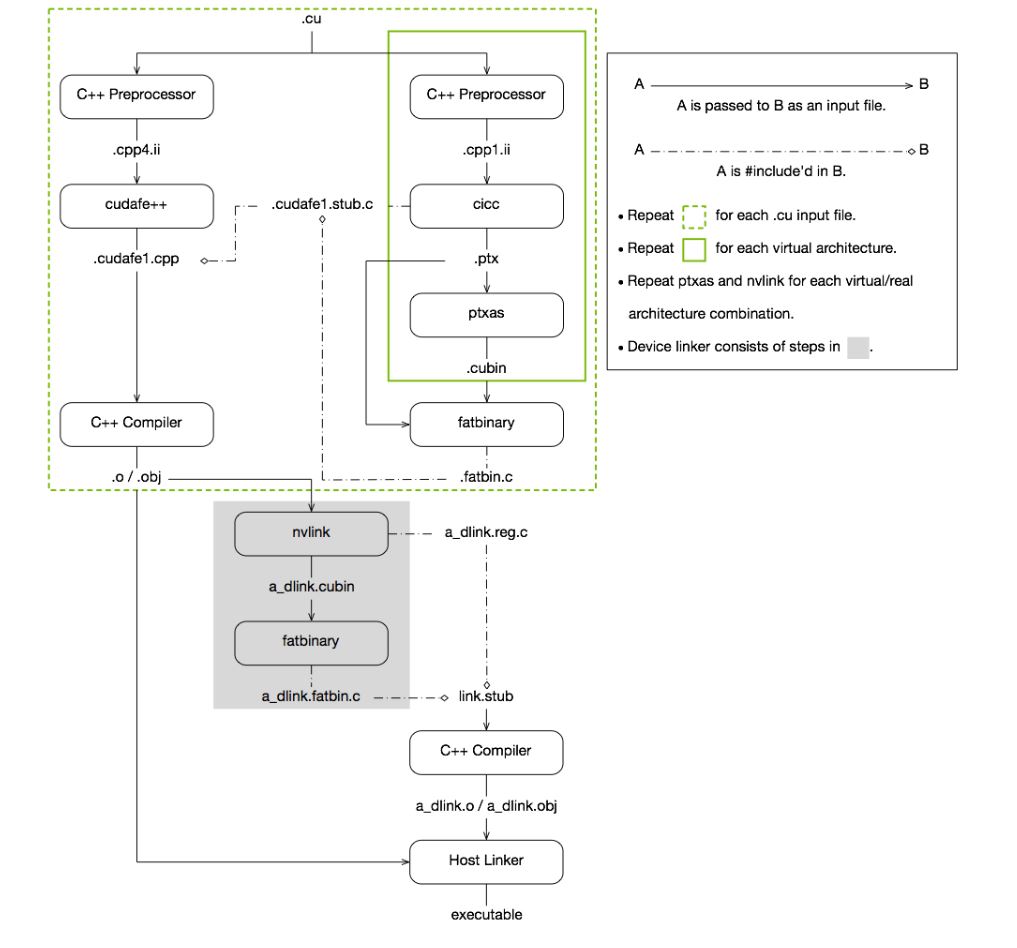 .cu
C++ Preprocessor
C++ Preprocessor
.cpp4.ii
.cpp1.ii
cudafe++
.cudafe1.stub.c
cicc
.cudafe1.cpp
.ptx
ptxas
.cubin
C++ Compiler
fatbinary
.o / .obj
.fatbin.c
nvlink
a_dlink.reg.c
a_dlink.cubin
fatbinary
a_dlink.fatbin.c
link.stub
C++ Compiler
a_dlink.o / a_dlink.obj
Host Linker
executable
A B
A is passed to B as an input file.
A B
A is #include'd in B.
• Repeat for each .cu input file.
• Repeat for each virtual architecture.
• Repeat ptxas and nvlink for each virtual/real
architecture combination.
• Device linker consists of steps in .